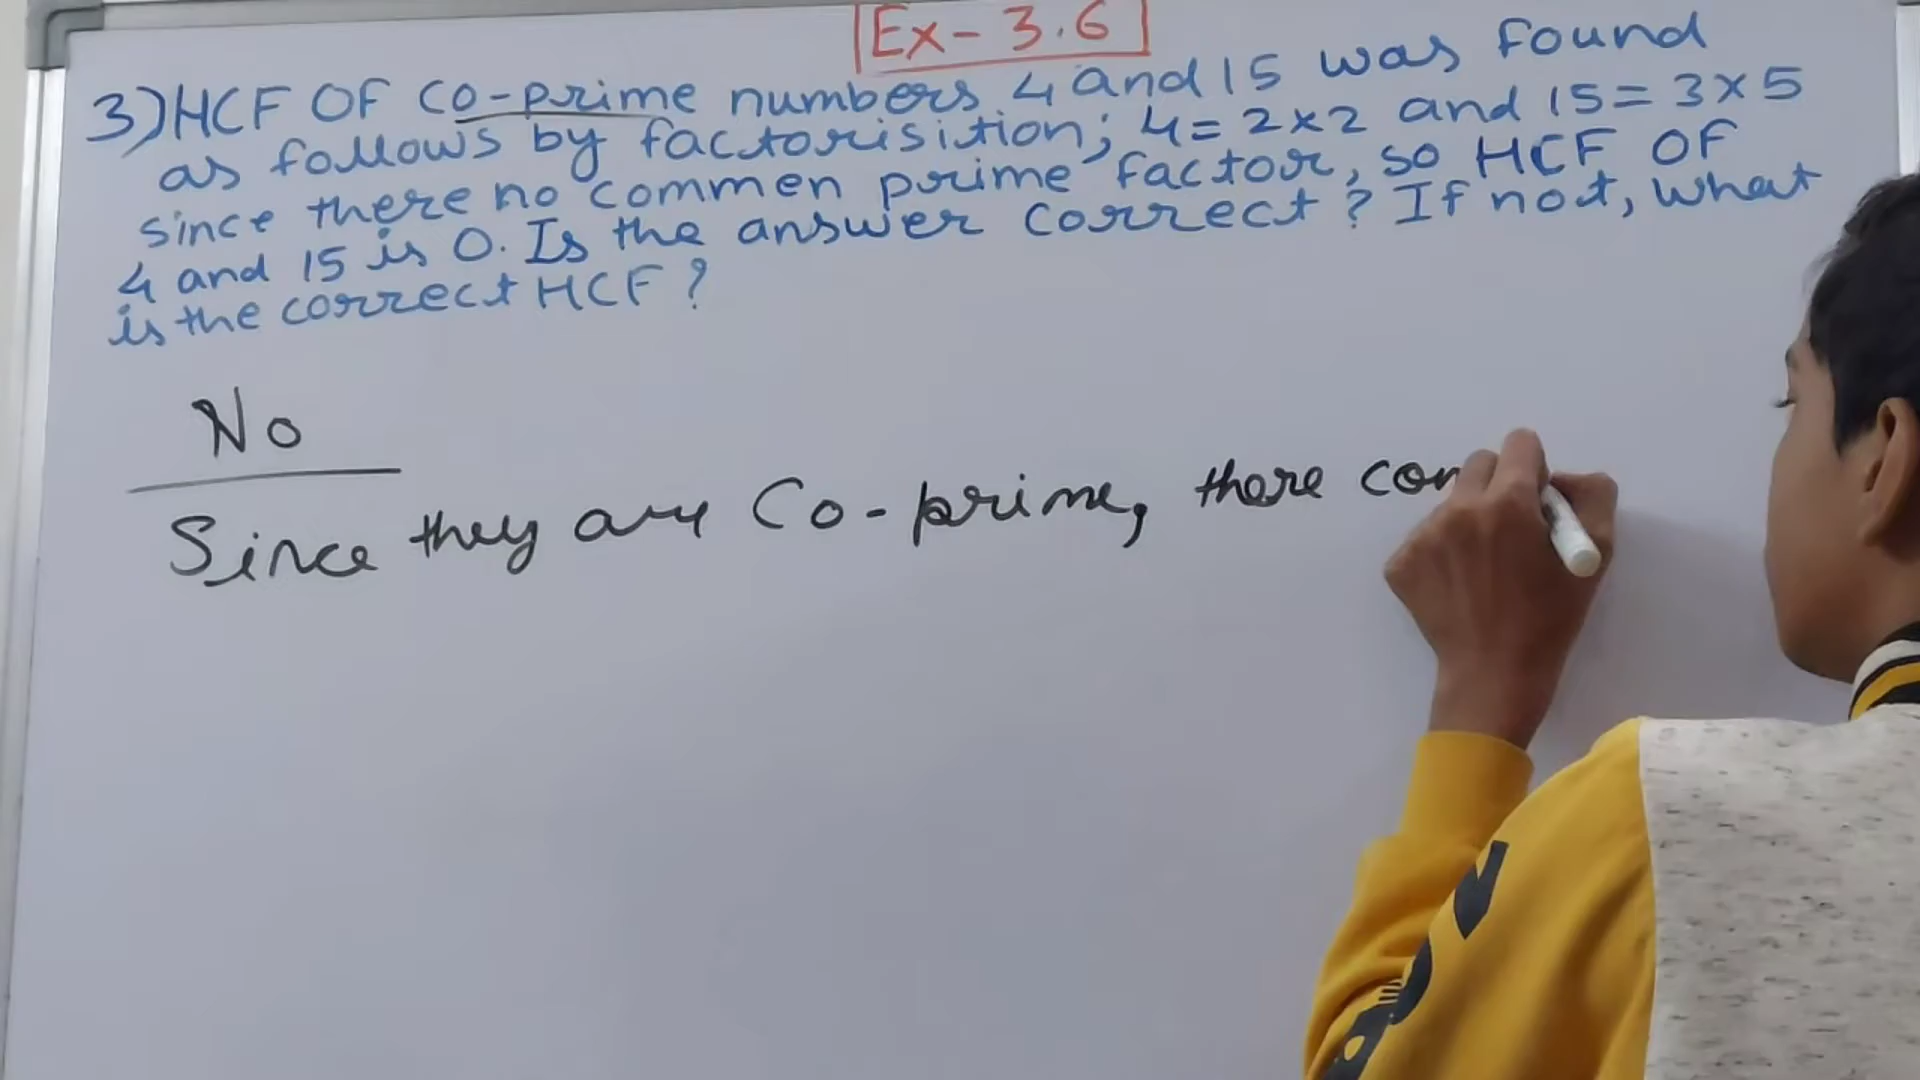 Ex-3.6
3) HCF OF Co-prime numbers 4 and 15 was found
as follows by factorisition; 4=2x2 and 15=3x5
since there no commen prime factor, so HCF OF
4 and 15 is 0. Is the answer correct? If not, what
is the correct HCF?
No
Since they are Co-prime, there com